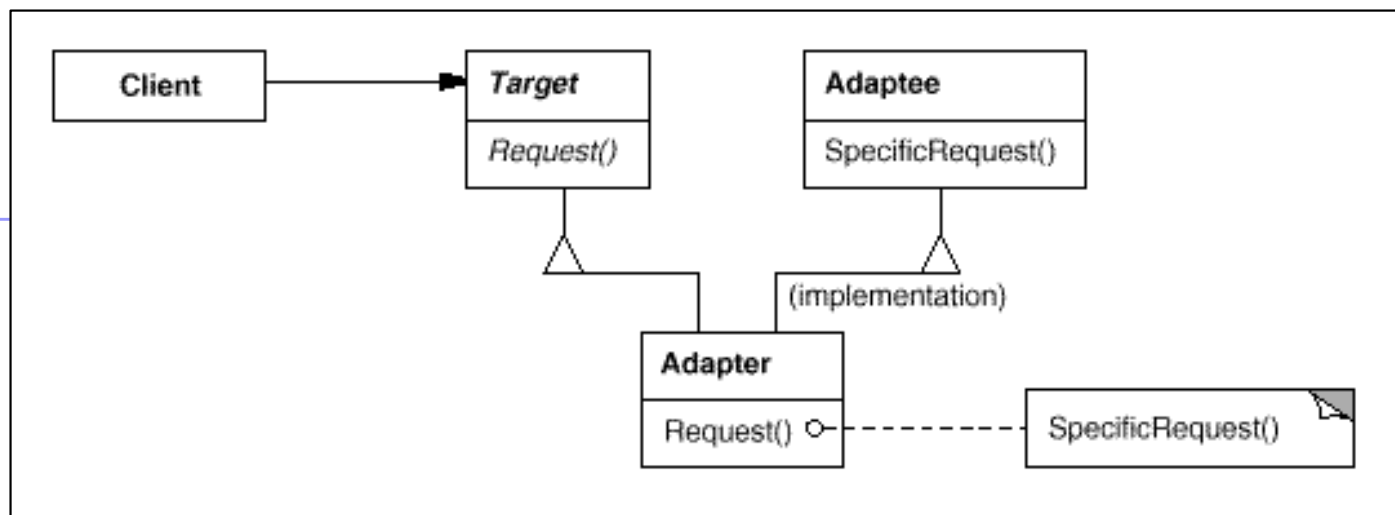 Client
Target
Request()
Adaptee
SpecificRequest()
(implementation)
Adapter
Request()
SpecificRequest()